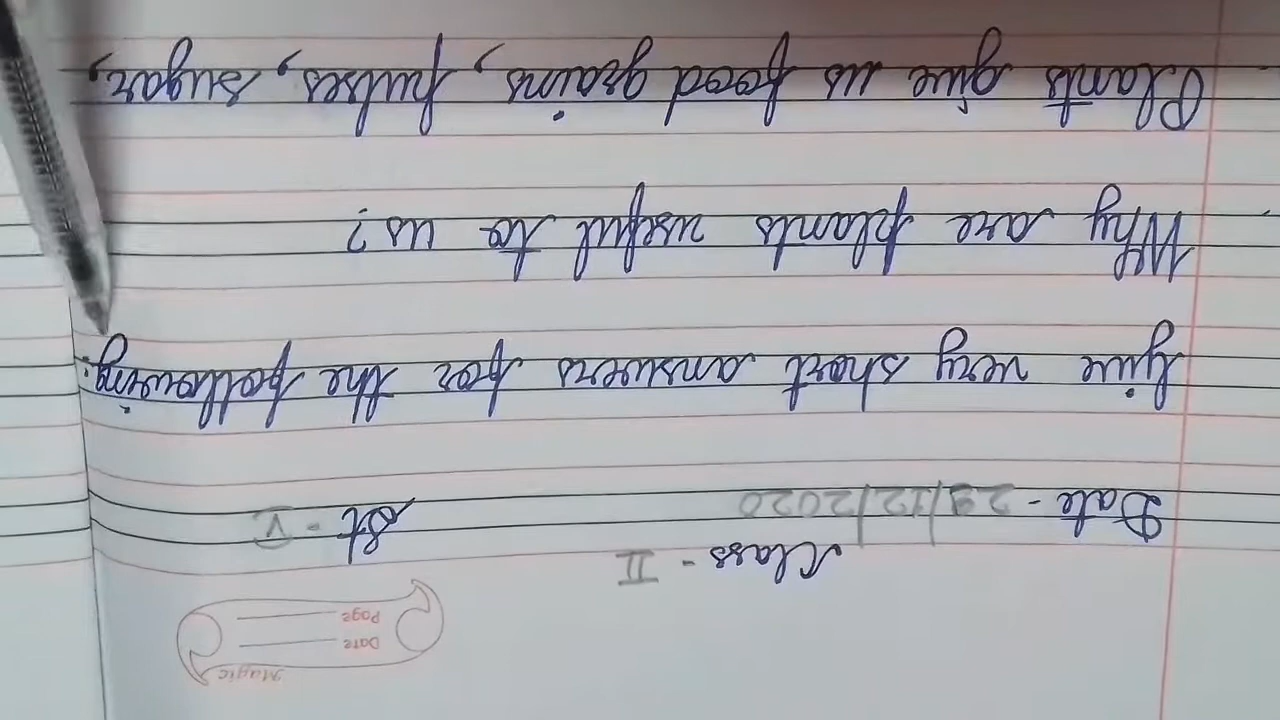 Magic
Date
Page
Class - II
Date - 29/12/2020 St - V
Give very short answers for the following.
Why are plants useful to us?
Plants give us food grains, pulses, sugar,